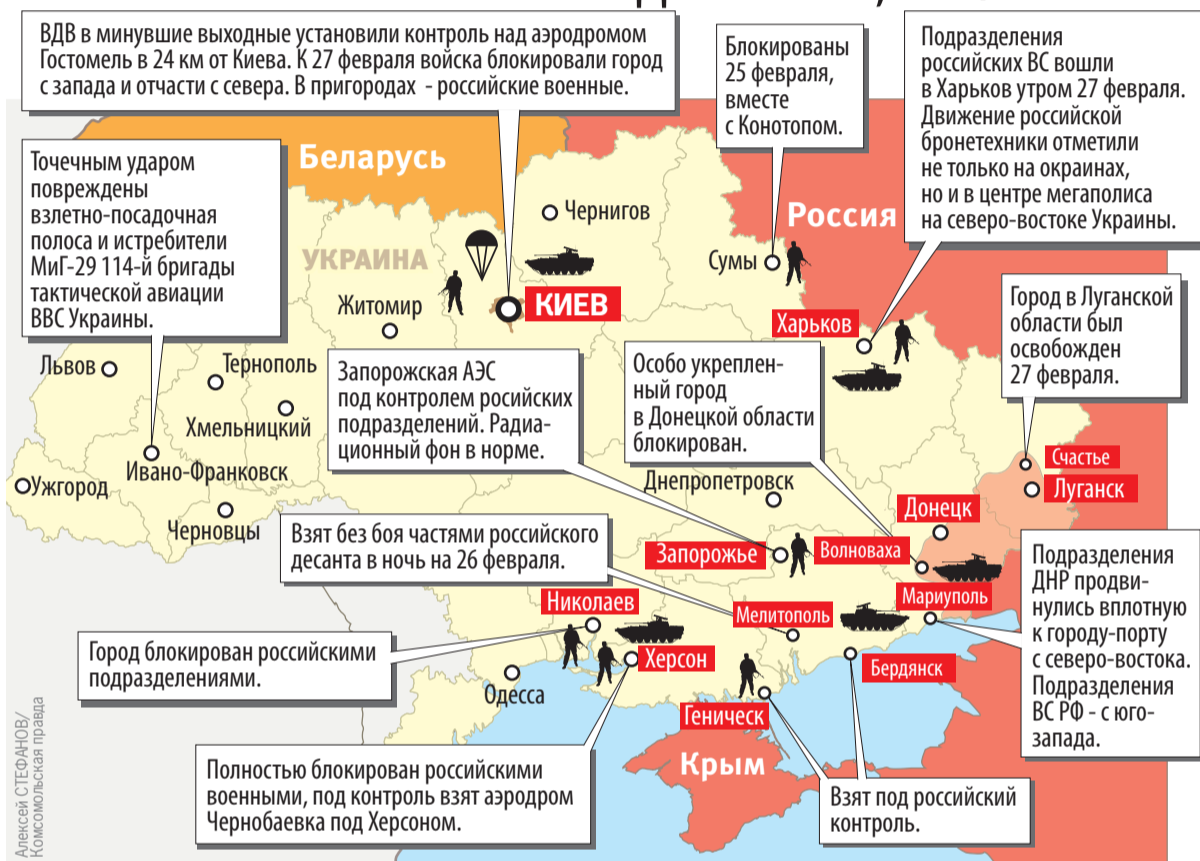 ВДВ в минувшие выходные установили контроль над аэродромом
Гостомель в 24 км от Киева. К 27 февраля войска блокировали город
с запада и отчасти с севера. В пригородах - российские военные.
Блокированы
25 февраля,
вместе
с Конотопом.
Подразделения
российских ВС вошли
в Харьков утром 27 февраля.
Движение российской
бронетехники отметили
не только на окраинах,
но и в центре мегаполиса
на северо-востоке Украины.
Точечным ударом
повреждены
взлетно-посадочная
полоса и истребители
МиГ-29 114-й бригады
тактической авиации
ВВС Украины.
Беларусь
Россия
УКРАИНА
Чернигов
Сумы
КИЕВ
Житомир
Харьков
Город в Луганской
области был
освобожден
27 февраля.
Львов
Тернополь
Хмельницкий
Ивано-Франковск
Ужгород
Черновцы
Запорожская АЭС
под контролем росийских
подразделений. Радиа-
ционный фон в норме.
Особо укреплен-
ный город
в Донецкой области
блокирован.
Счастье
Луганск
Днепропетровск
Донецк
Взят без боя частями российского
десанта в ночь на 26 февраля.
Запорожье
Волноваха
Подразделения
ДНР продви-
нулись вплотную
к городу-порту
с северо-востока.
Подразделения
ВС РФ - с юго-
запада.
Николаев
Мелитополь
Мариуполь
Город блокирован российскими
подразделениями.
Херсон
Бердянск
Одесса
Геническ
Крым
Полностью блокирован российскими
военными, под контроль взят аэродром
Чернобаевка под Херсоном.
Взят под российский
контроль.
Алексей СТЕФАНОВ/
Комсомольская правда